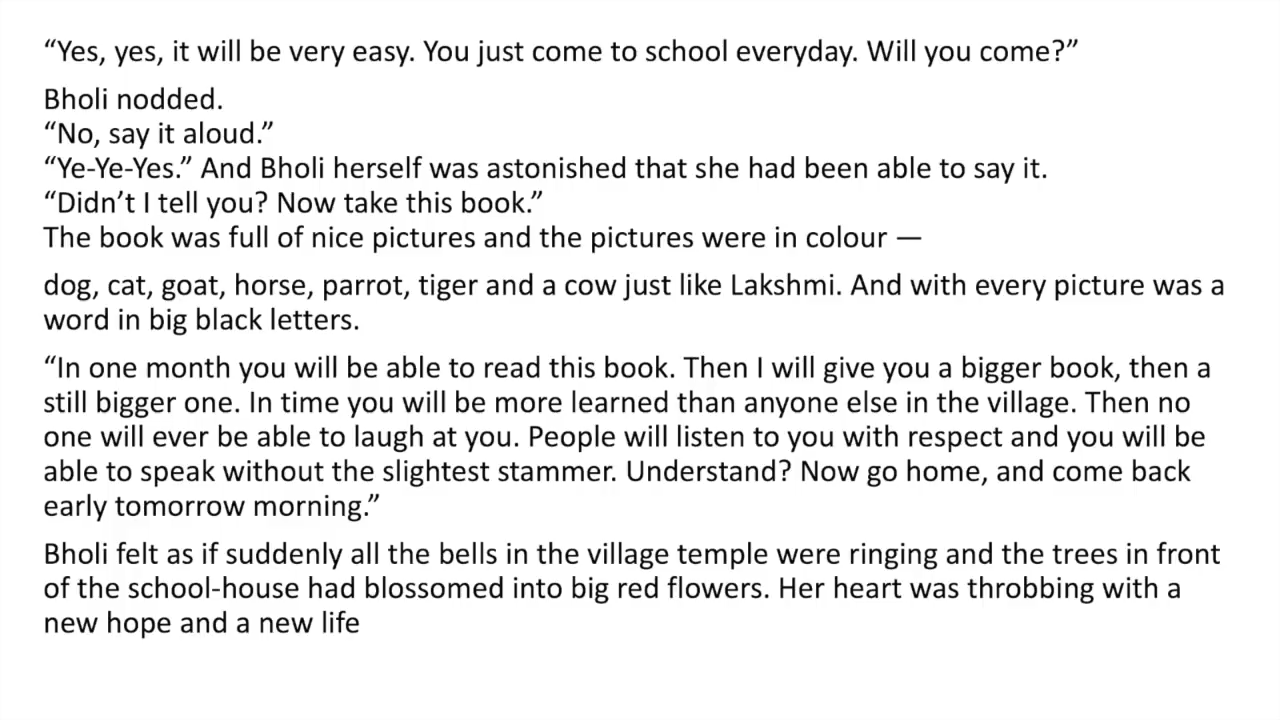 “Yes, yes, it will be very easy. You just come to school everyday. Will you come?”
Bholi nodded.
“No, say it aloud.”
“Ye-Ye-Yes.” And Bholi herself was astonished that she had been able to say it.
“Didn’t I tell you? Now take this book.”
The book was full of nice pictures and the pictures were in colour —
dog, cat, goat, horse, parrot, tiger and a cow just like Lakshmi. And with every picture was a
word in big black letters.
“In one month you will be able to read this book. Then I will give you a bigger book, then a
still bigger one. In time you will be more learned than anyone else in the village. Then no
one will ever be able to laugh at you. People will listen to you with respect and you will be
able to speak without the slightest stammer. Understand? Now go home, and come back
early tomorrow morning.”
Bholi felt as if suddenly all the bells in the village temple were ringing and the trees in front
of the school-house had blossomed into big red flowers. Her heart was throbbing with a
new hope and a new life